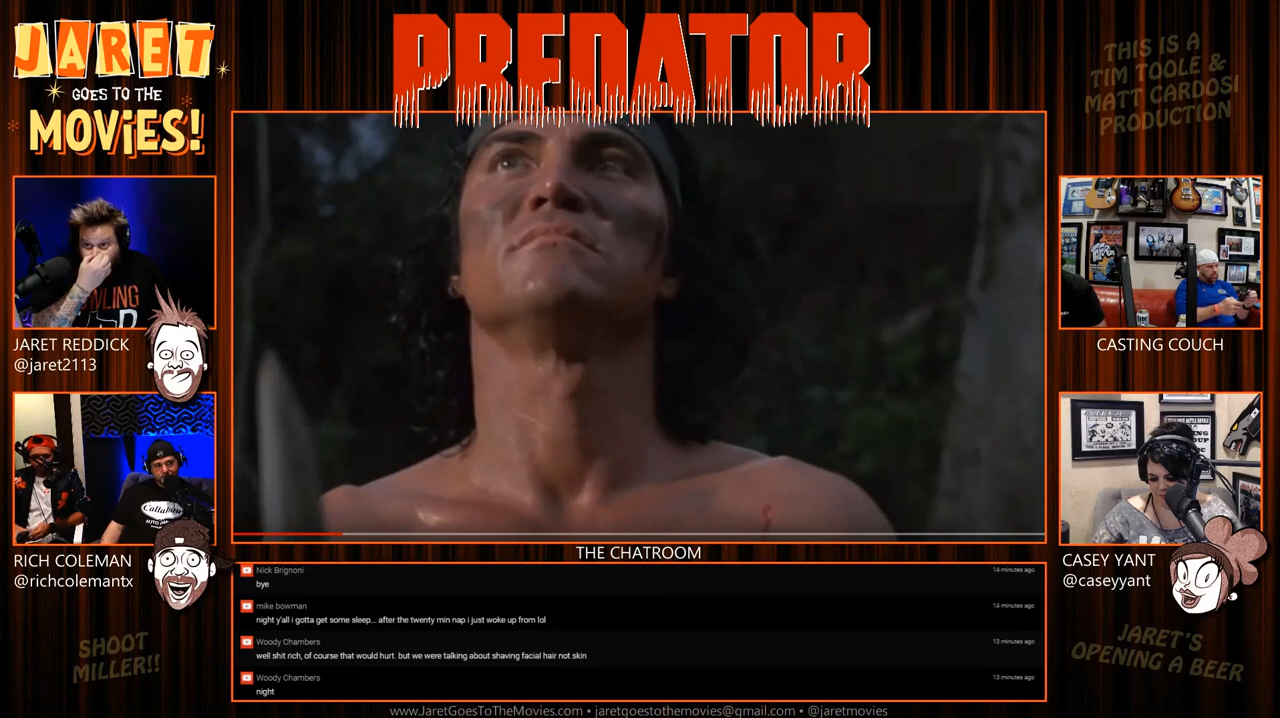 JARET
GOES TO THE
MOVIES!
PREDATOR
THIS IS A
TIM TOOLE &
MATT CARDOSI
PRODUCTION
JARET REDDICK
@jaret2113
CASTING COUCH
RICH COLEMAN
@richcolemantx
CASEY YANT
@caseyyant
THE CHATROOM
Nick Brignoni
14 minutes ago
bye
mike bowman
14 minutes ago
night y'all i gotta get some sleep... after the twenty min nap i just woke up from lol
Woody Chambers
13 minutes ago
well shit rich, of course that would hurt. but we were talking about shaving facial hair not skin
Woody Chambers
13 minutes ago
night
SHOOT
MILLER!!
JARET'S
OPENING A BEER
www.JaretGoesToTheMovies.com • jaretgoestothemovies@gmail.com • @jaretmovies